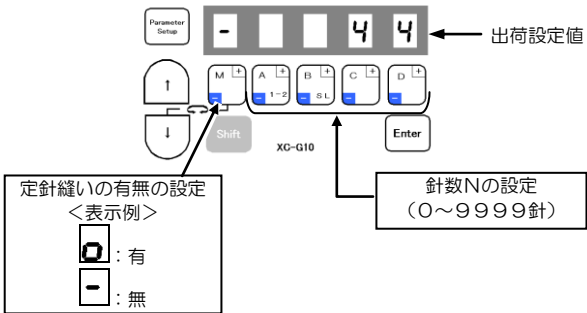 Parameter
Setup
- 4 4
出荷設定値
↑
M + -
A + - 1-2
B + - SL
C + -
D + -
↓
Shift
XC-G10
Enter
定針縫いの有無の設定
＜表示例＞
o：有
-：無
針数Nの設定
（0～9999針）